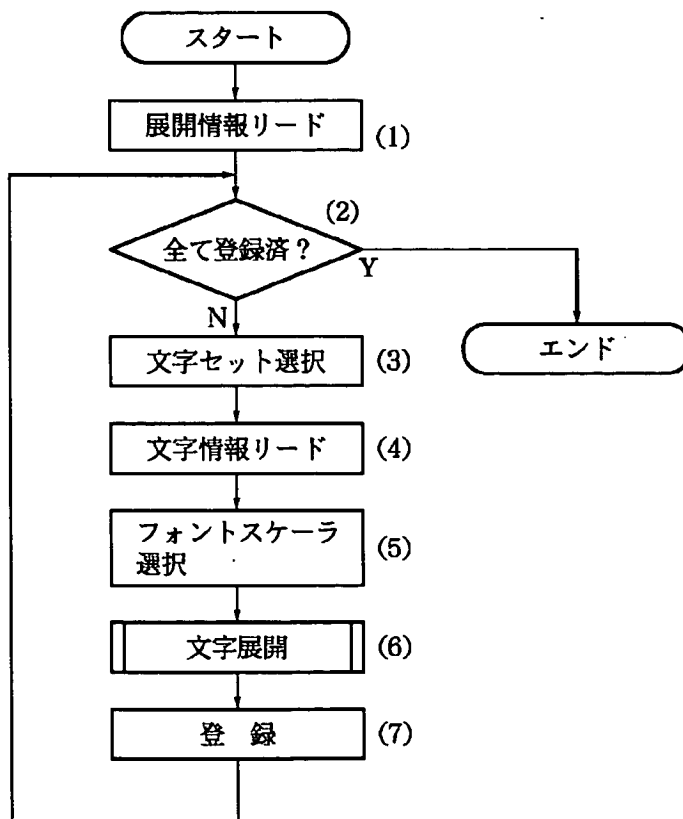 スタート
展開情報リード
(1)
(2)
全て登録済？
Y
N
エンド
文字セット選択
(3)
文字情報リード
(4)
フォントスケーラ
選択
(5)
文字展開
(6)
登 録
(7)